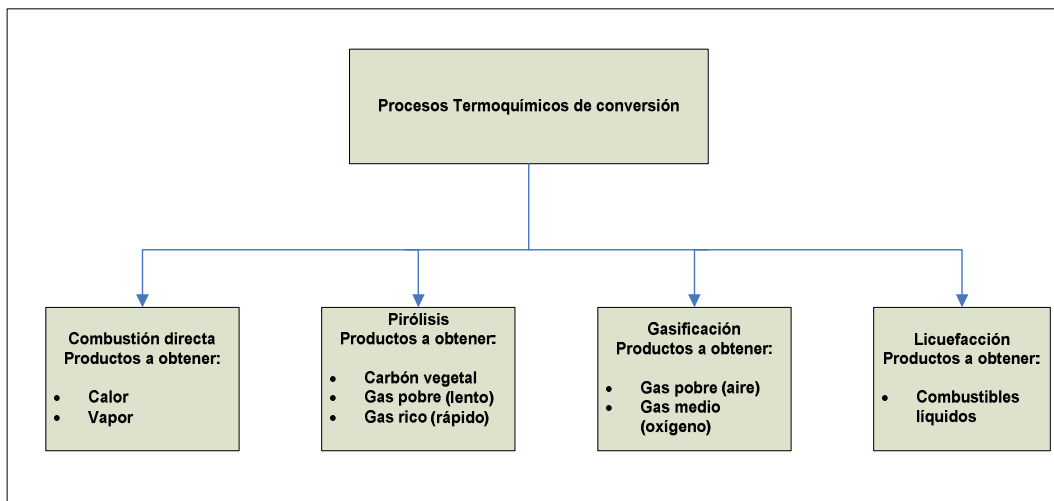 Procesos Termoquímicos de conversión
Combustión directa
Productos a obtener:
• Calor
• Vapor
Pirólisis
Productos a obtener:
• Carbón vegetal
• Gas pobre (lento)
• Gas rico (rápido)
Gasificación
Productos a obtener:
• Gas pobre (aire)
• Gas medio
(oxígeno)
Licuefacción
Productos a obtener:
• Combustibles
líquidos